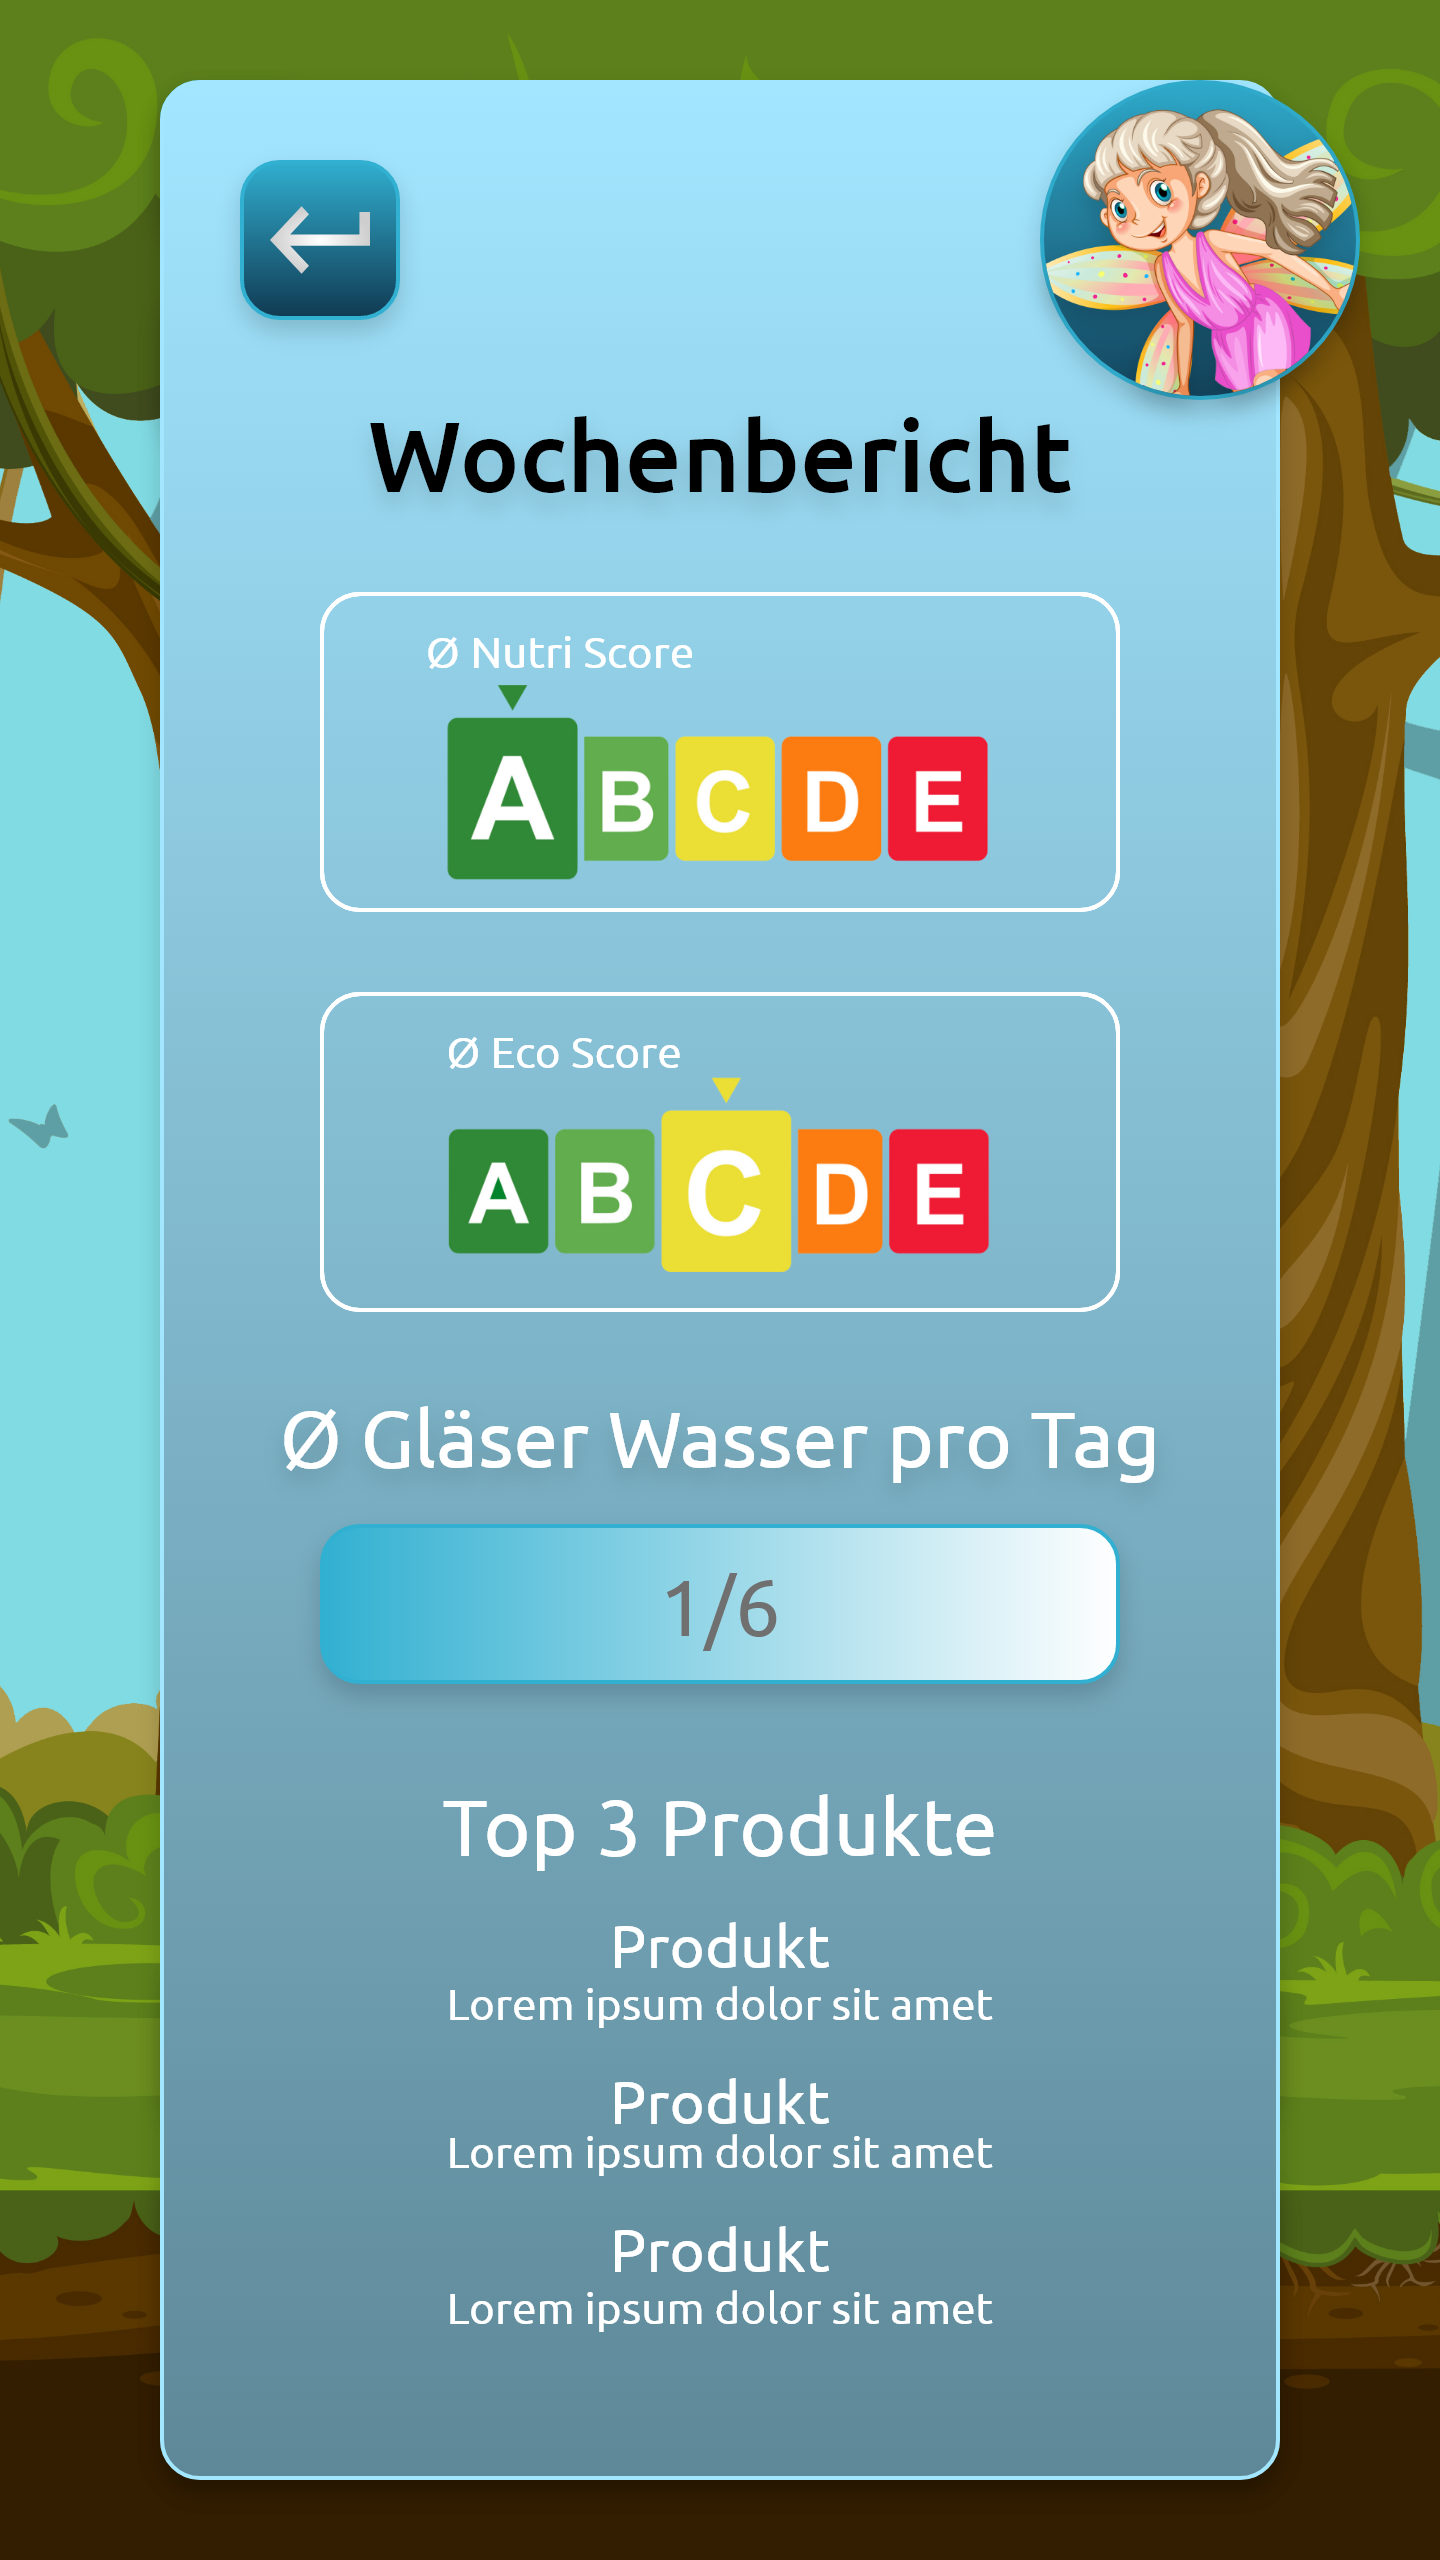 Wochenbericht
Ø Nutri Score
A B C D E
Ø Eco Score
A B C D E
Ø Gläser Wasser pro Tag
1/6
Top 3 Produkte
Produkt
Lorem ipsum dolor sit amet
Produkt
Lorem ipsum dolor sit amet
Produkt
Lorem ipsum dolor sit amet